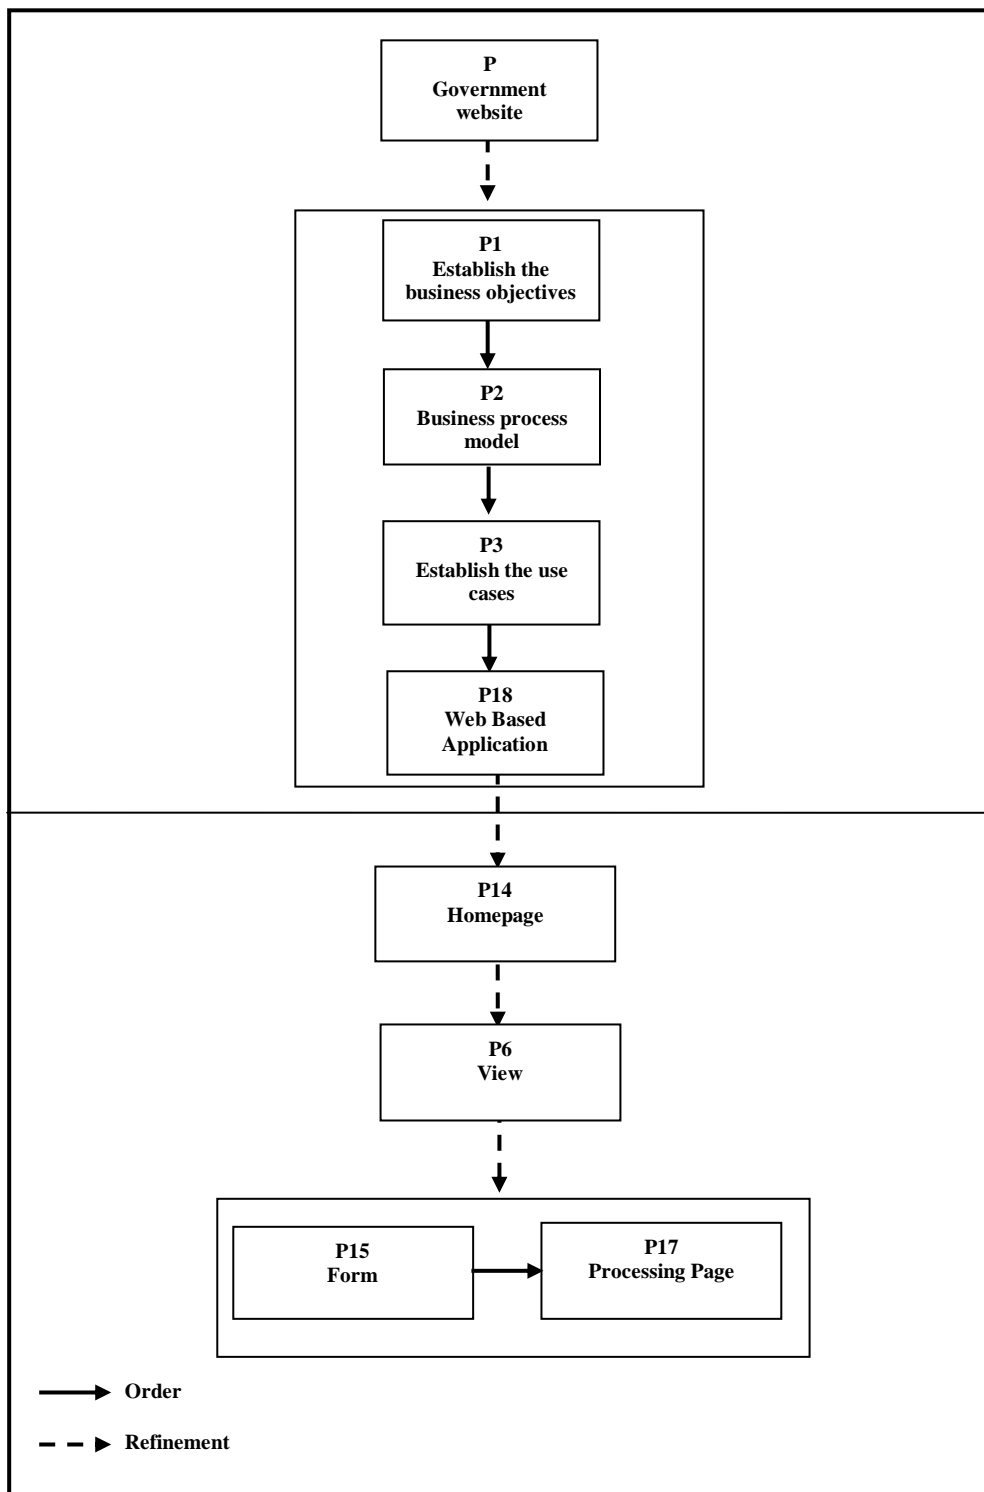 P
Government
website
P1
Establish the
business objectives
P2
Business process
model
P3
Establish the use
cases
P18
Web Based
Application
P14
Homepage
P6
View
P15
Form
P17
Processing Page
Order
Refinement